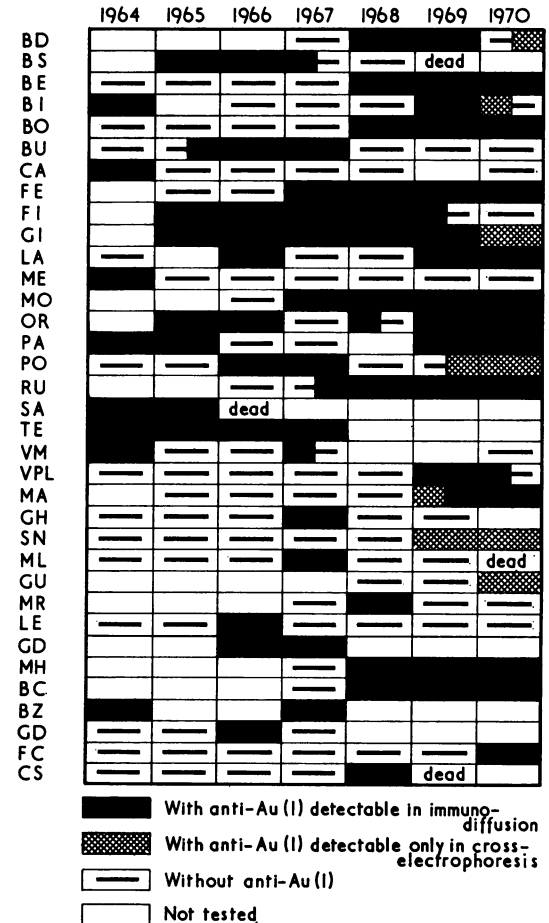 1964 1965 1966 1967 1968 1969 1970
BD
BS dead
BE
BI
BO
BU
CA
FE
FI
GI
LA
ME
MO
OR
PA
PO
RU
SA dead
TE
VM
VPL
MA
GH
SN
ML dead
GU
MR
LE
GD
MH
BC
BZ
GD
FC
CS dead
With anti-Au(I) detectable in immuno-
diffusion
With anti-Au(I) detectable only in cross-
electrophoresis
Without anti-Au(I)
Not tested